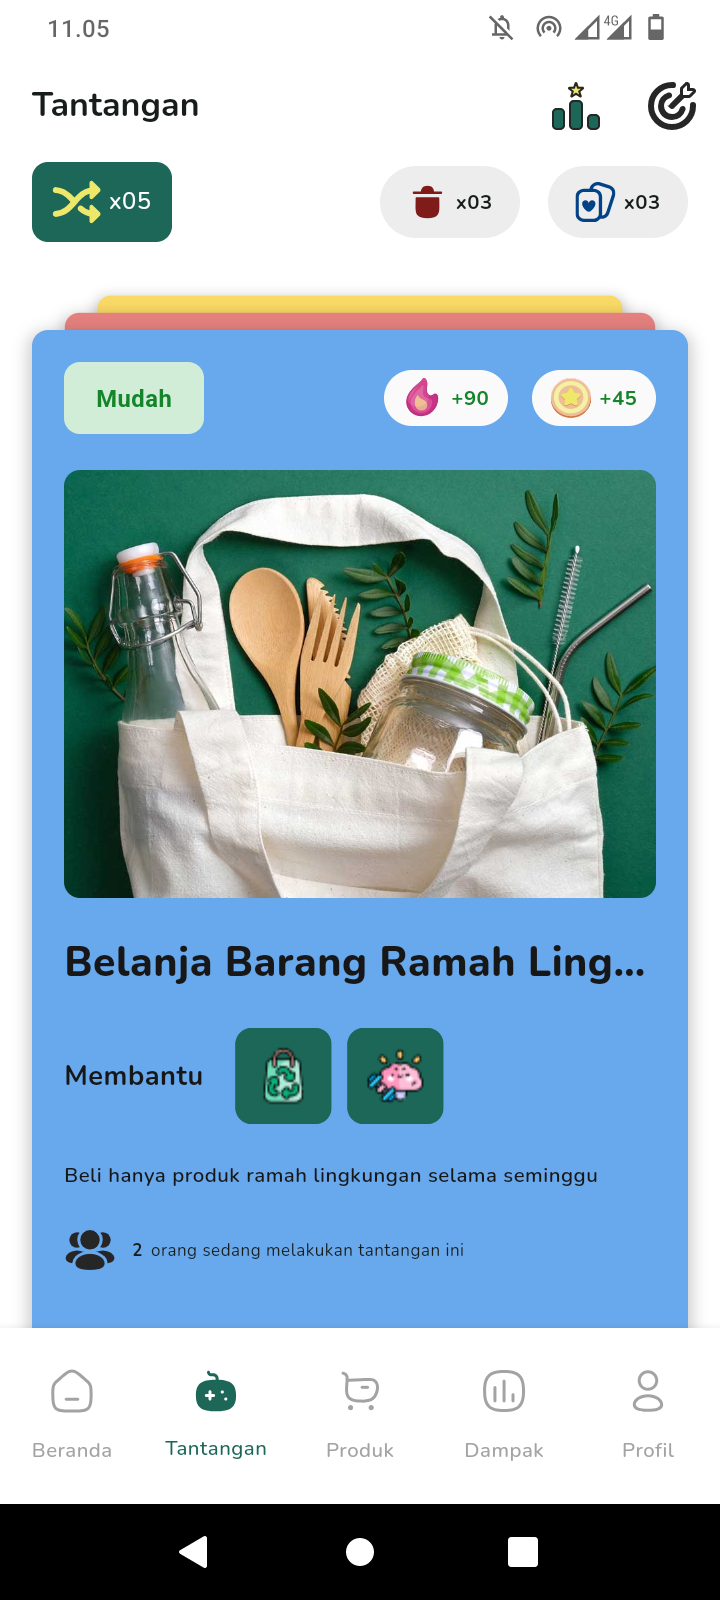 11.05
4G
Tantangan
x05
x03
x03
Mudah
+90
+45
Belanja Barang Ramah Ling...
Membantu
Beli hanya produk ramah lingkungan selama seminggu
2 orang sedang melakukan tantangan ini
Beranda
Tantangan
Produk
Dampak
Profil